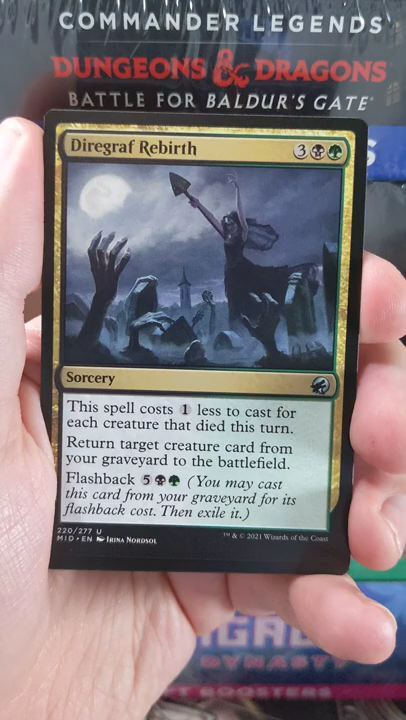 COMMANDER LEGENDS
DUNGEONS & DRAGONS
BATTLE FOR BALDUR'S GATE
S
Diregraf Rebirth 3
Sorcery
This spell costs 1 less to cast for
each creature that died this turn.
Return target creature card from
your graveyard to the battlefield.
Flashback 5 (You may cast
this card from your graveyard for its
flashback cost. Then exile it.)
220/277 U
MID • EN Irina Nordsol
™ & © 2021 Wizards of the Coast
DYNASTY
BOOSTERS